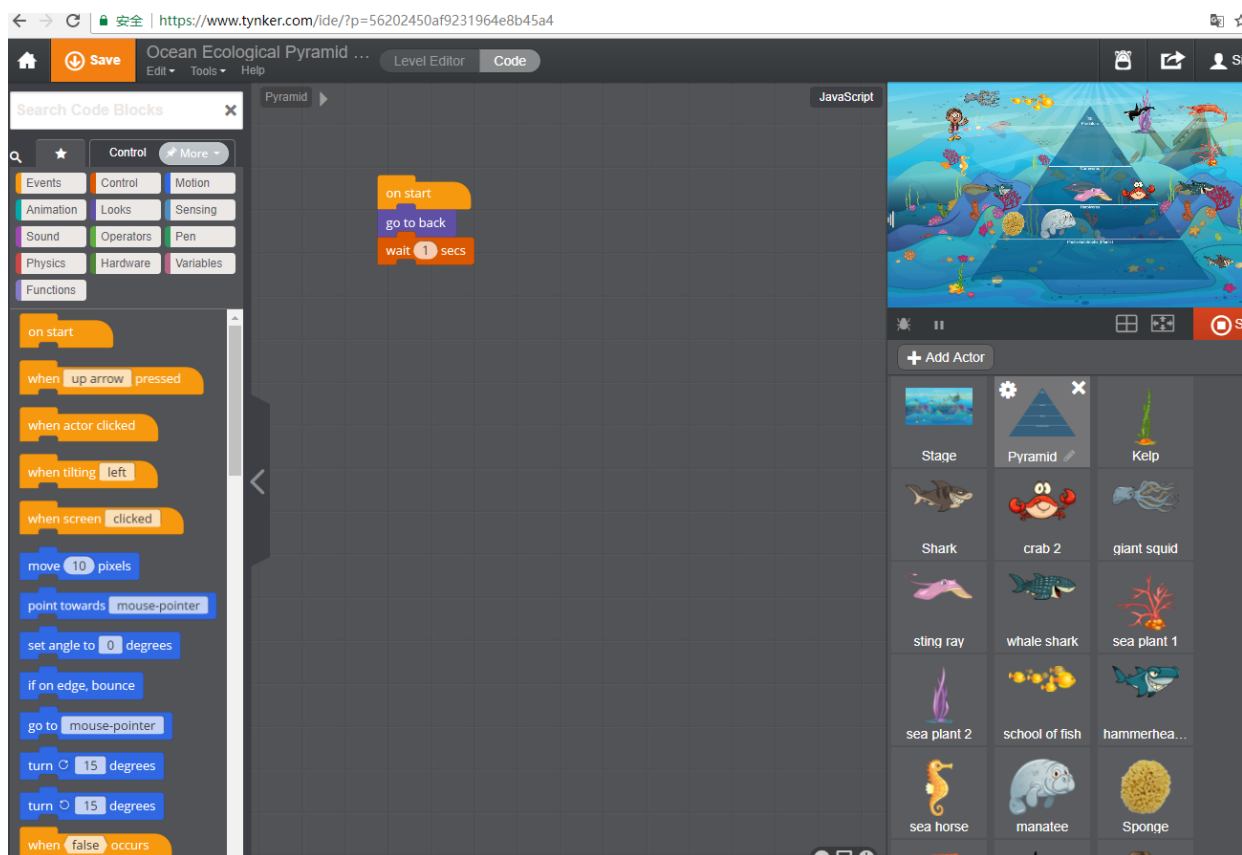 安全 | https://www.tynker.com/ide/?p=56202450af9231964e8b45a4
Save
Ocean Ecological Pyramid ...
Edit Tools Help
Level Editor Code
Search Code Blocks
Control More
Events Control Motion
Animation Looks Sensing
Sound Operators Pen
Physics Hardware Variables
Functions
on start
when up arrow pressed
when actor clicked
when tilting left
when screen clicked
move 10 pixels
point towards mouse-pointer
set angle to 0 degrees
if on edge, bounce
go to mouse-pointer
turn 15 degrees
turn 15 degrees
when false occurs
Pyramid
JavaScript
on start
go to back
wait 1 secs
Add Actor
Stage Pyramid Kelp
Shark crab 2 giant squid
sting ray whale shark sea plant 1
sea plant 2 school of fish hammerhea...
sea horse manatee Sponge